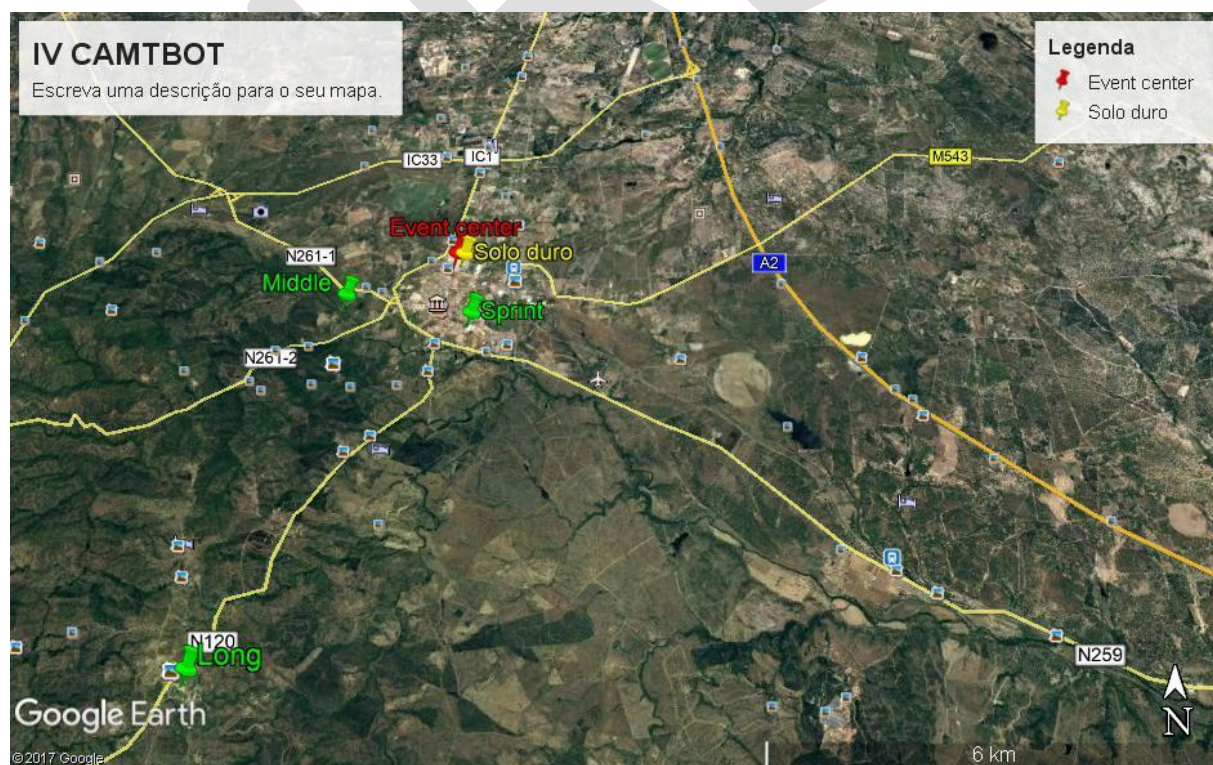 IV CAMTBOT
Escreva uma descrição para o seu mapa.
Legenda
Event center
Solo duro
IC33
IC1
M543
Event center
Solo duro
N261-1
A2
Middle
Sprint
N261-2
N120
Long
N259
Google Earth
N
©2017 Google
6 km